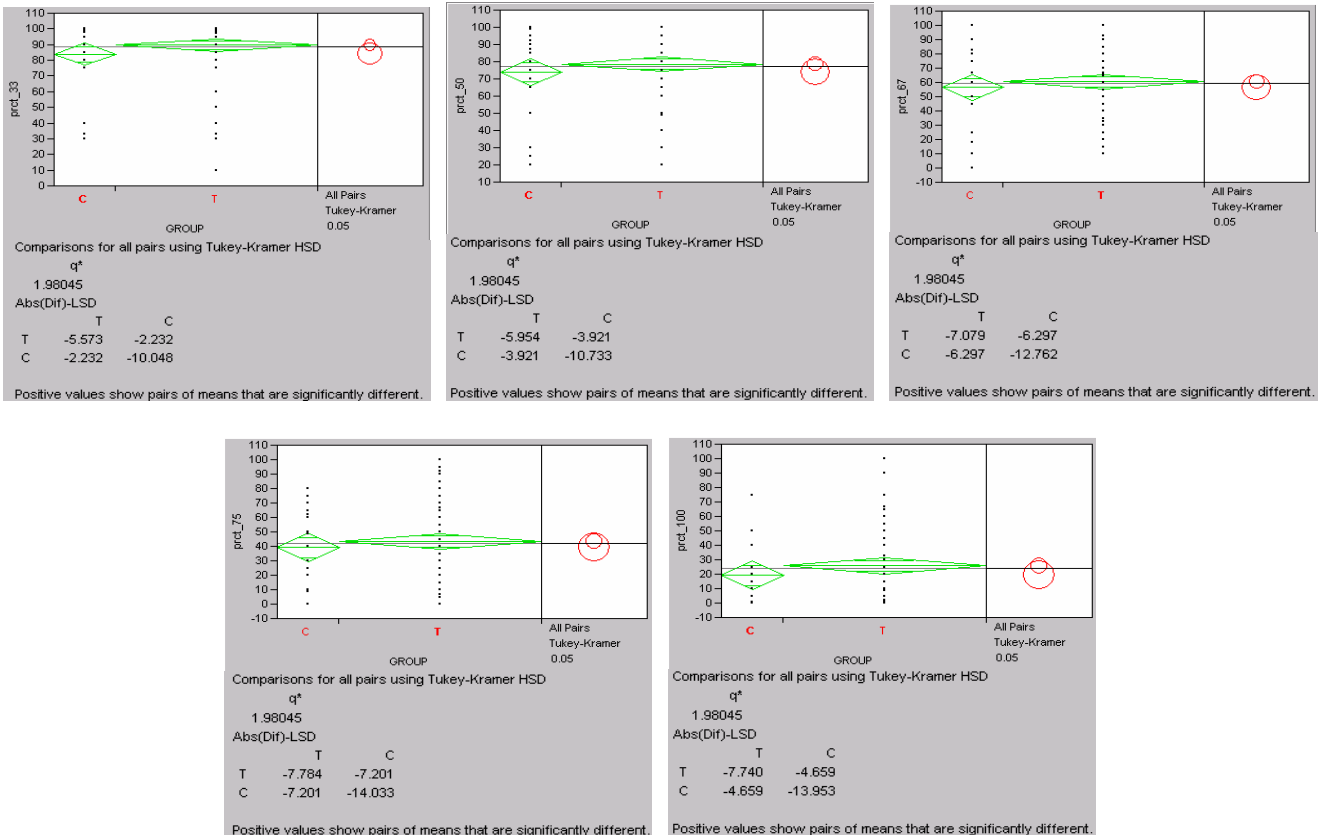 110
100
90
80
70
60
50
40
30
20
10
0
prct_33
C T
All Pairs
Tukey-Kramer
0.05
GROUP
Comparisons for all pairs using Tukey-Kramer HSD
q*
1.98045
Abs(Dif)-LSD
T C
T -5.573 -2.232
C -2.232 -10.048
Positive values show pairs of means that are significantly different.
110
100
90
80
70
60
50
40
30
20
10
prct_50
C T
All Pairs
Tukey-Kramer
0.05
GROUP
Comparisons for all pairs using Tukey-Kramer HSD
q*
1.98045
Abs(Dif)-LSD
T C
T -5.954 -3.921
C -3.921 -10.733
Positive values show pairs of means that are significantly different.
110
100
90
80
70
60
50
40
30
20
10
0
-10
prct_67
C T
All Pairs
Tukey-Kramer
0.05
GROUP
Comparisons for all pairs using Tukey-Kramer HSD
q*
1.98045
Abs(Dif)-LSD
T C
T -7.079 -6.297
C -6.297 -12.762
Positive values show pairs of means that are significantly different.
110
100
90
80
70
60
50
40
30
20
10
0
-10
prct_75
C T
All Pairs
Tukey-Kramer
0.05
GROUP
Comparisons for all pairs using Tukey-Kramer HSD
q*
1.98045
Abs(Dif)-LSD
T C
T -7.784 -7.201
C -7.201 -14.033
Positive values show pairs of means that are significantly different.
110
100
90
80
70
60
50
40
30
20
10
0
-10
prct_100
C T
All Pairs
Tukey-Kramer
0.05
GROUP
Comparisons for all pairs using Tukey-Kramer HSD
q*
1.98045
Abs(Dif)-LSD
T C
T -7.740 -4.659
C -4.659 -13.953
Positive values show pairs of means that are significantly different.